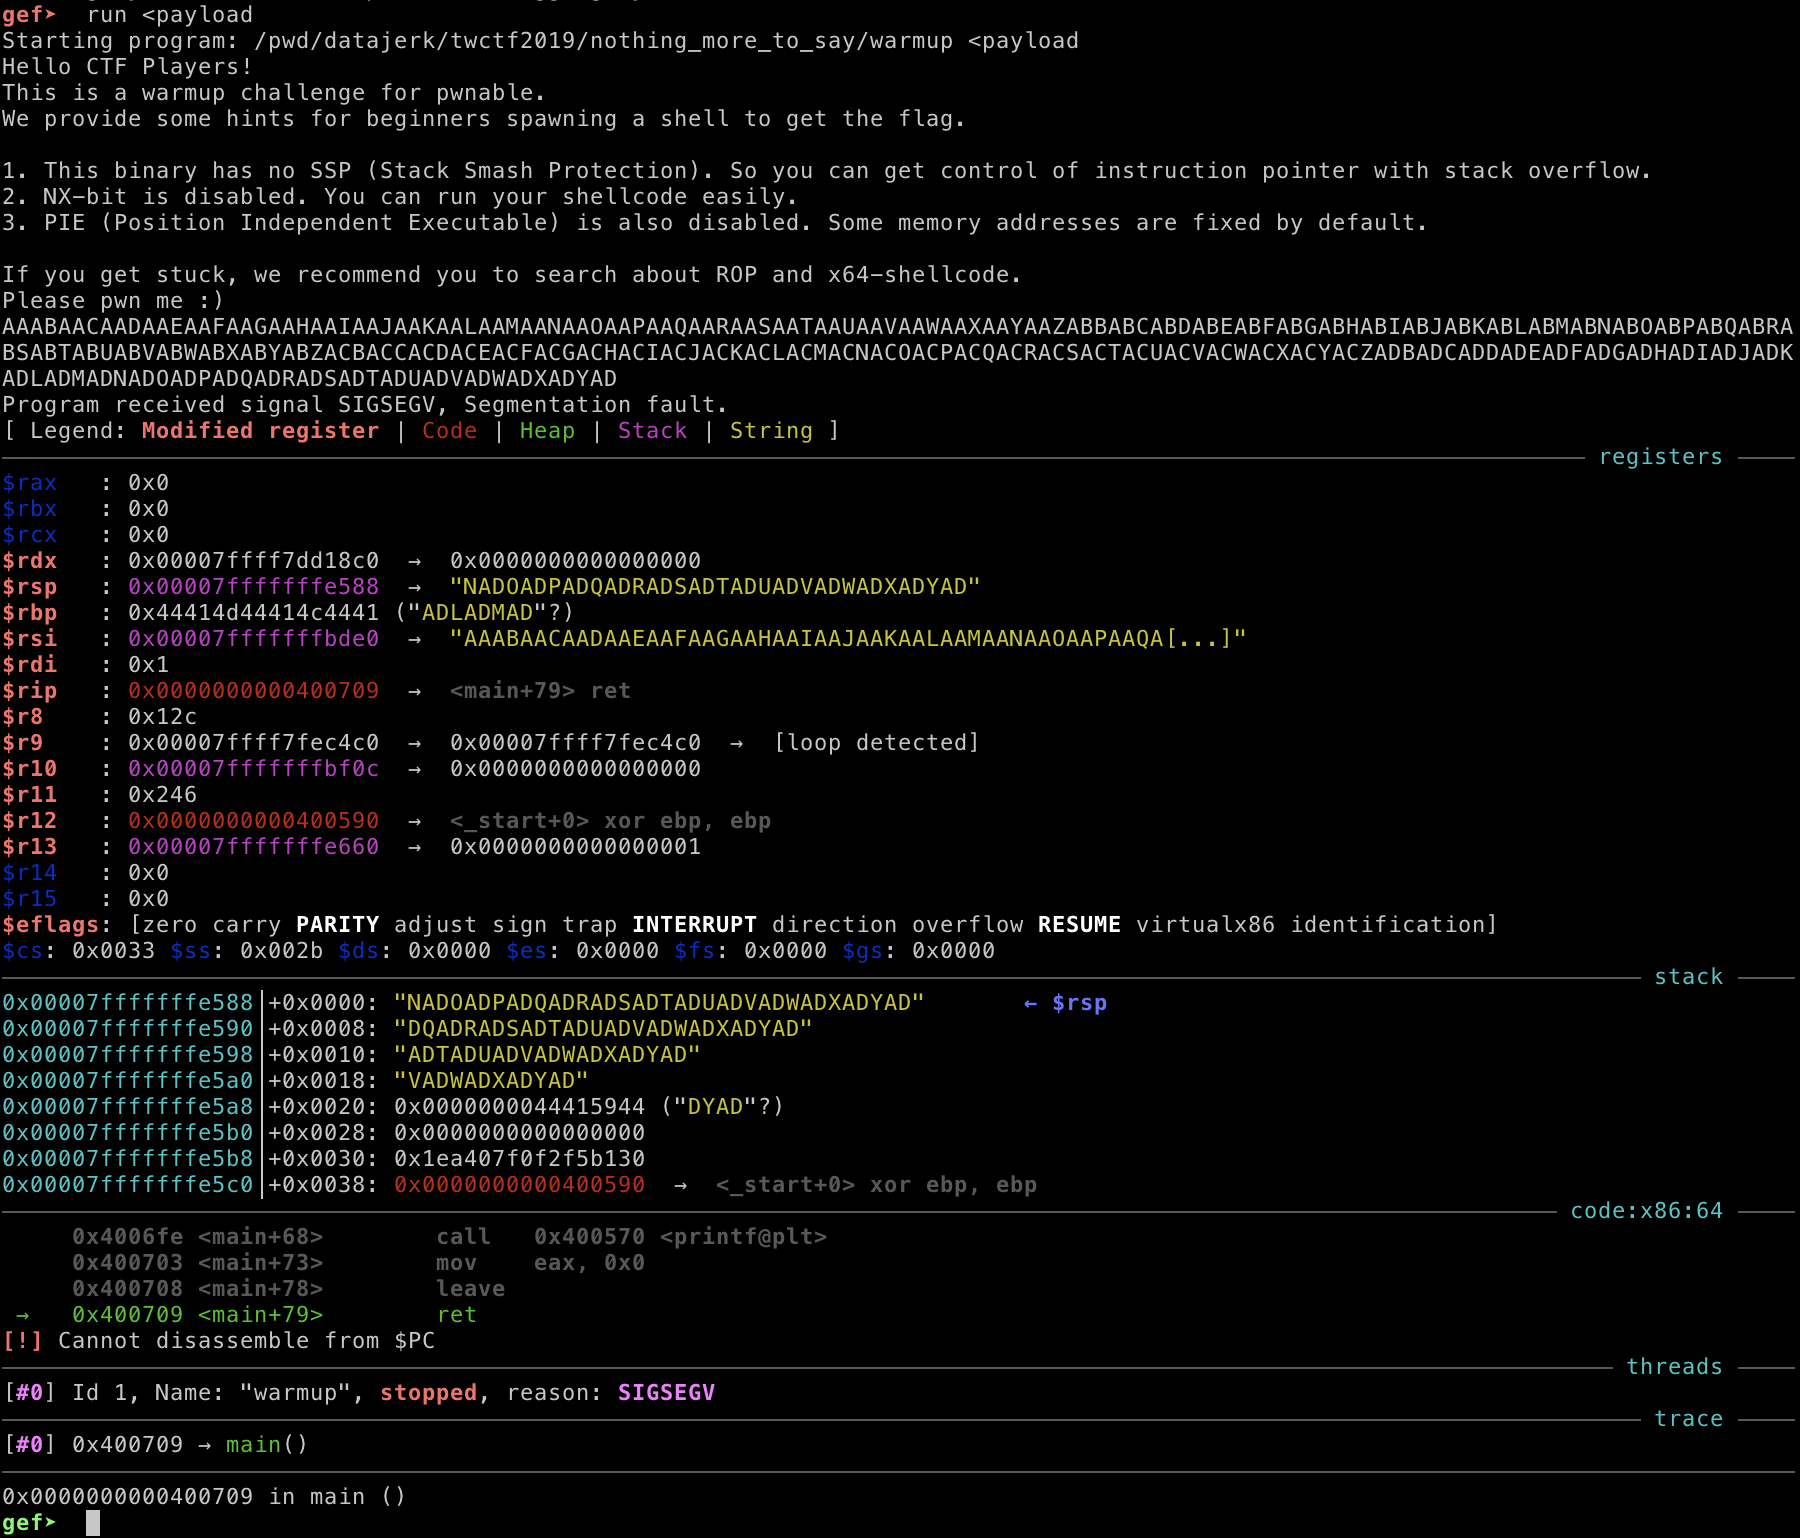 gef➤  run <payload
Starting program: /pwd/datajerk/twctf2019/nothing_more_to_say/warmup <payload
Hello CTF Players!
This is a warmup challenge for pwnable.
We provide some hints for beginners spawning a shell to get the flag.

1. This binary has no SSP (Stack Smash Protection). So you can get control of instruction pointer with stack overflow.
2. NX-bit is disabled. You can run your shellcode easily.
3. PIE (Position Independent Executable) is also disabled. Some memory addresses are fixed by default.

If you get stuck, we recommend you to search about ROP and x64-shellcode.
Please pwn me :)
AAABAACAADAAEAAFAAGAAHAAIAAJAAKAALAAMAANAAOAAPAAQAARAASAATAAUAAVAAWAAXAAYAAZABBABCABDABEABFABGABHABIABJABKABLABMABNABOABPABQABRA
BSABTABUABVABWABXABYABZACBACCACDACEACFACGACHACIACJACKACLACMACNACOACPACQACRACSACTACUACVACWACXACYACZADBADCADDADEADFADGADHADIADJADK
ADLADMADNADOADPADQADRADSADTADUADVADWADXADYAD
Program received signal SIGSEGV, Segmentation fault.
[ Legend: Modified register | Code | Heap | Stack | String ]
registers
$rax   : 0x0
$rbx   : 0x0
$rcx   : 0x0
$rdx   : 0x00007ffff7dd18c0  →  0x0000000000000000
$rsp   : 0x00007fffffffe588  →  "NADOADPADQADRADSADTADUADVADWADXADYAD"
$rbp   : 0x44414d44414c4441 ("ADLADMAD"?)
$rsi   : 0x00007fffffffbde0  →  "AAABAACAADAAEAAFAAGAAHAAIAAJAAKAALAAMAANAAOAAPAAQA[...]"
$rdi   : 0x1
$rip   : 0x0000000000400709  →  <main+79> ret
$r8    : 0x12c
$r9    : 0x00007ffff7fec4c0  →  0x00007ffff7fec4c0  →  [loop detected]
$r10   : 0x00007fffffffbf0c  →  0x0000000000000000
$r11   : 0x246
$r12   : 0x0000000000400590  →  <_start+0> xor ebp, ebp
$r13   : 0x00007fffffffe660  →  0x0000000000000001
$r14   : 0x0
$r15   : 0x0
$eflags: [zero carry PARITY adjust sign trap INTERRUPT direction overflow RESUME virtualx86 identification]
$cs: 0x0033 $ss: 0x002b $ds: 0x0000 $es: 0x0000 $fs: 0x0000 $gs: 0x0000
stack
0x00007fffffffe588│+0x0000: "NADOADPADQADRADSADTADUADVADWADXADYAD"       ← $rsp
0x00007fffffffe590│+0x0008: "DQADRADSADTADUADVADWADXADYAD"
0x00007fffffffe598│+0x0010: "ADTADUADVADWADXADYAD"
0x00007fffffffe5a0│+0x0018: "VADWADXADYAD"
0x00007fffffffe5a8│+0x0020: 0x0000000044415944 ("DYAD"?)
0x00007fffffffe5b0│+0x0028: 0x0000000000000000
0x00007fffffffe5b8│+0x0030: 0x1ea407f0f2f5b130
0x00007fffffffe5c0│+0x0038: 0x0000000000400590  →  <_start+0> xor ebp, ebp
code:x86:64
0x4006fe <main+68>        call   0x400570 <printf@plt>
0x400703 <main+73>        mov    eax, 0x0
0x400708 <main+78>        leave
→   0x400709 <main+79>        ret
[!] Cannot disassemble from $PC
threads
[#0] Id 1, Name: "warmup", stopped, reason: SIGSEGV
trace
[#0] 0x400709 → main()
0x0000000000400709 in main ()
gef➤